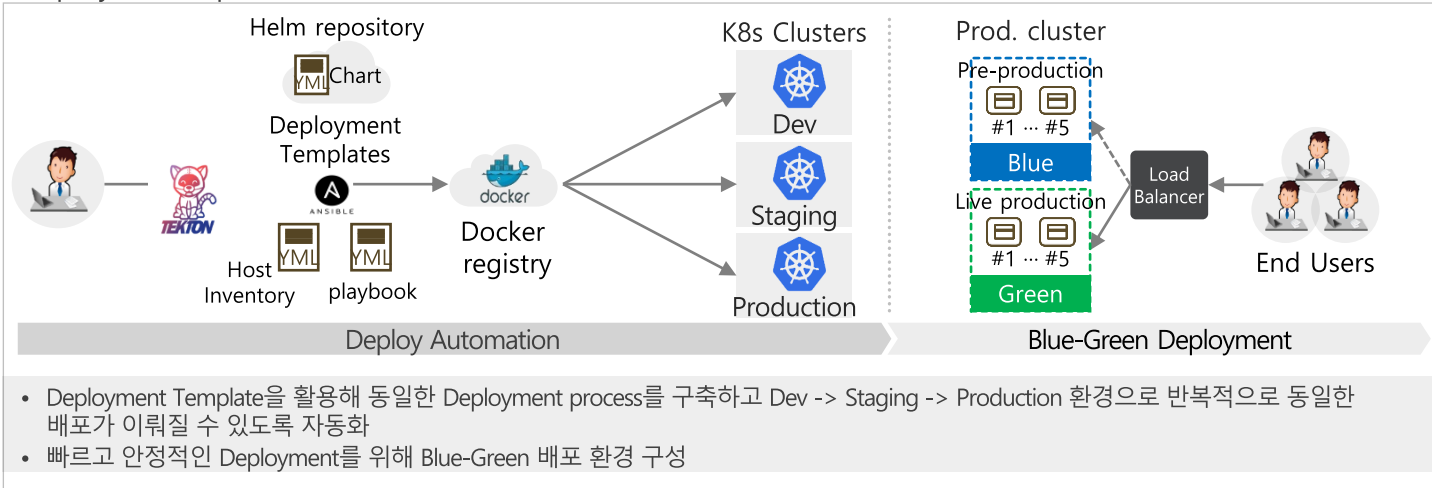 Helm repository
YML
Chart
Deployment
Templates
TEKTON
A
ANSIBLE
YML
YML
Host
Inventory
playbook
docker
Docker
registry
K8s Clusters
Dev
Staging
Production
Prod. cluster
Pre-production
#1 ··· #5
Blue
Live production
#1 ··· #5
Green
Load
Balancer
End Users
Deploy Automation
Blue-Green Deployment
• Deployment Template을 활용해 동일한 Deployment process를 구축하고 Dev -> Staging -> Production 환경으로 반복적으로 동일한
배포가 이뤄질 수 있도록 자동화
• 빠르고 안정적인 Deployment를 위해 Blue-Green 배포 환경 구성